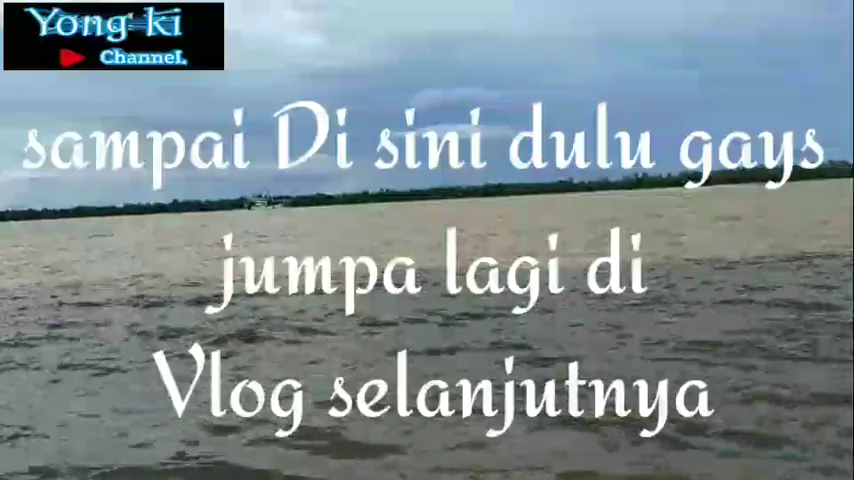 Yong-ki
Channel.
sampai Di sini dulu gays
jumpa lagi di
Vlog selanjutnya